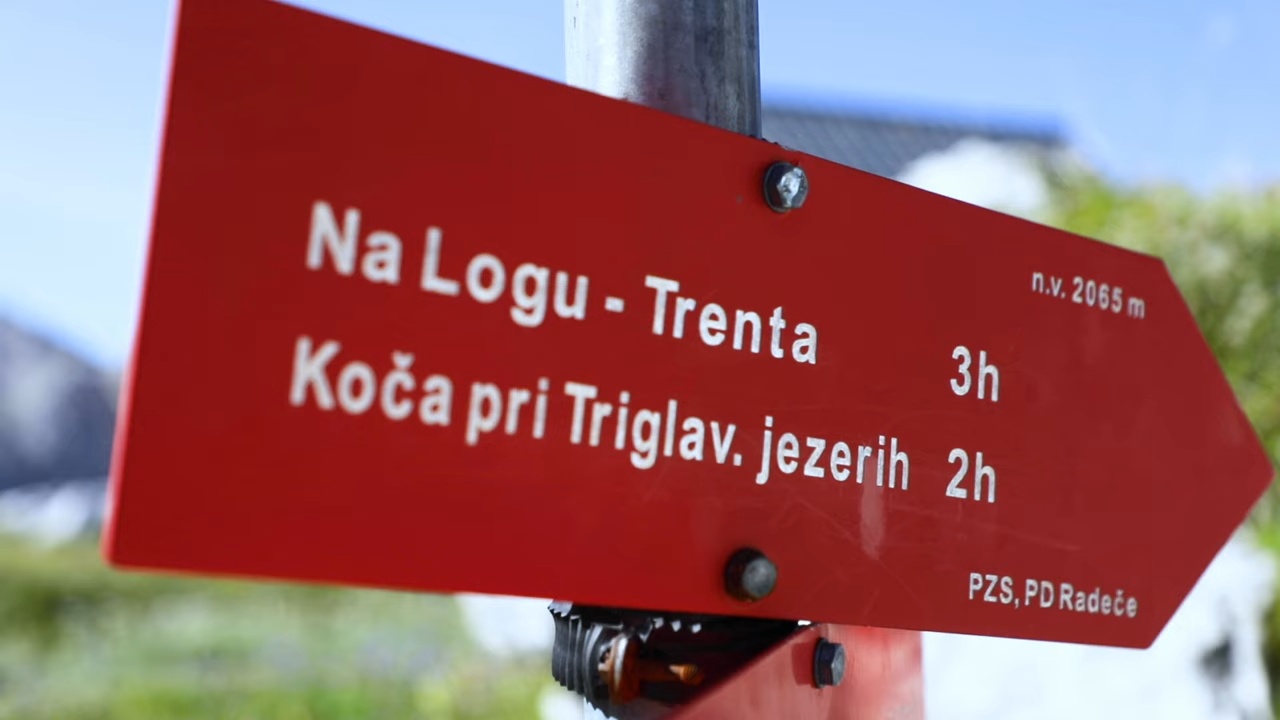 n.v. 2065 m
Na Logu - Trenta 3h
Koča pri Triglav. jezerih 2h
PZS, PD Radeče